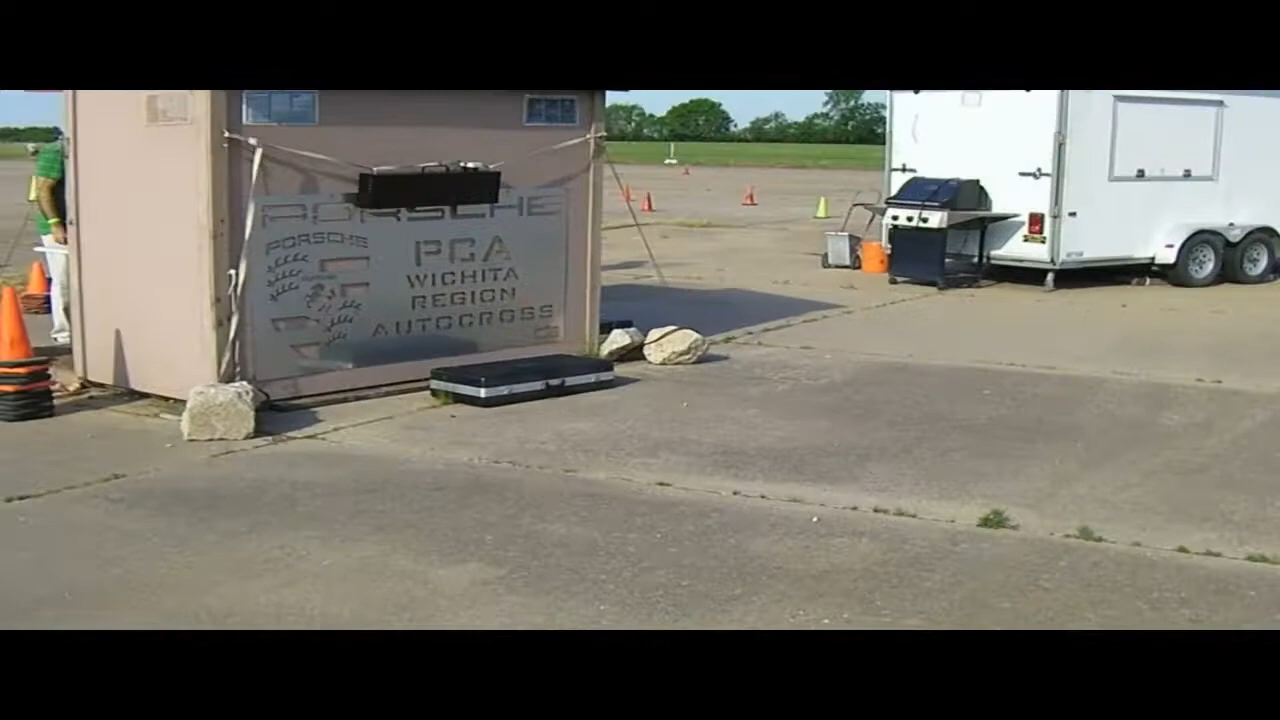 PORSCHE
PORSCHE
PCA
WICHITA
REGION
AUTOCROSS